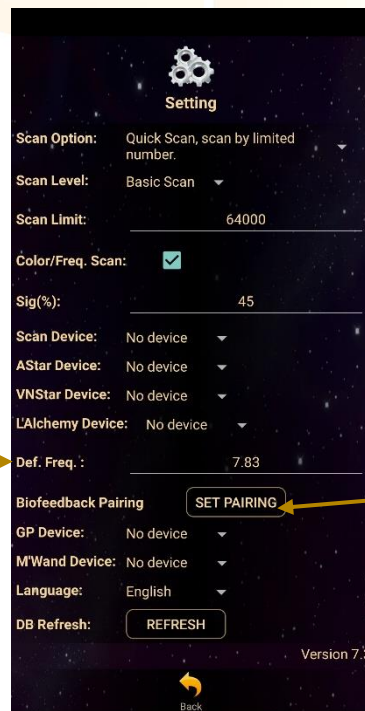 Setting
Scan Option: Quick Scan, scan by limited
number.
Scan Level: Basic Scan
Scan Limit: 64000
Color/Freq. Scan:
Sig(%): 45
Scan Device: No device
AStar Device: No device
VNStar Device: No device
L'Alchemy Device: No device
Def. Freq. : 7.83
Biofeedback Pairing SET PAIRING
GP Device: No device
M'Wand Device: No device
Language: English
DB Refresh: REFRESH
Version 7.
Back